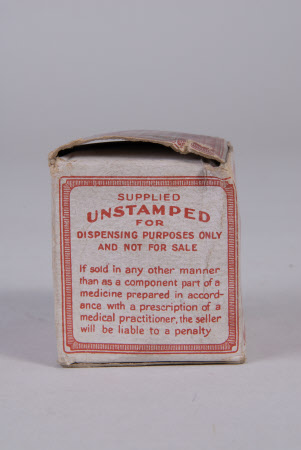 SUPPLIED
UNSTAMPED
FOR
DISPENSING PURPOSES ONLY
AND NOT FOR SALE
If sold in any other manner
than as a component part of a
medicine prepared in accord-
ance with a prescription of a
medical practitioner, the seller
will be liable to a penalty